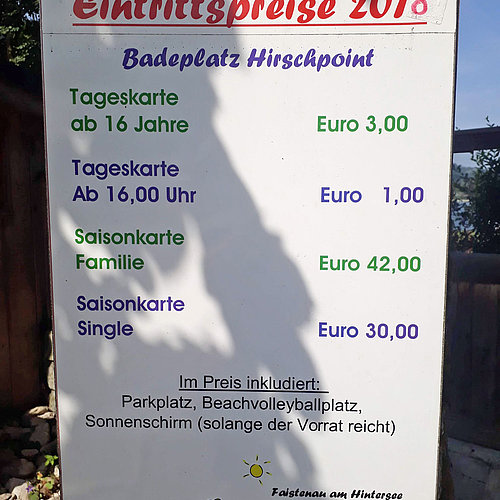 Eintrittspreise 2018
Badeplatz Hirschpoint
Tageskarte
ab 16 Jahre Euro 3,00
Tageskarte
Ab 16,00 Uhr Euro 1,00
Saisonkarte
Familie Euro 42,00
Saisonkarte
Single Euro 30,00
Im Preis inkludiert:
Parkplatz, Beachvolleyballplatz,
Sonnenschirm (solange der Vorrat reicht)
Faistenau am Hintersee